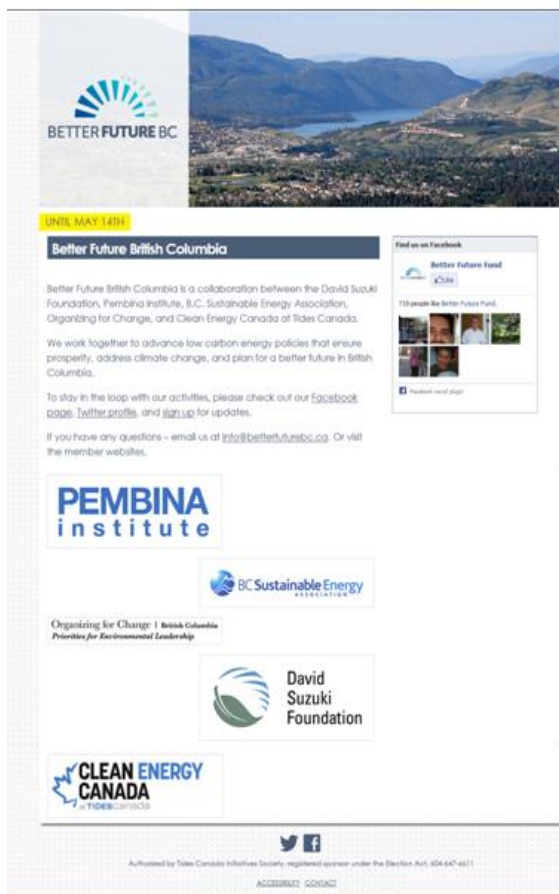 BETTER FUTURE BC
UNTIL MAY 14TH
Better Future British Columbia
Better Future British Columbia is a collaboration between the David Suzuki
Foundation, Pembina Institute, B.C. Sustainable Energy Association,
Organizing for Change, and Clean Energy Canada at Tides Canada.
We work together to advance low carbon energy policies that ensure
prosperity, address climate change, and plan for a better future in British
Columbia.
To stay in the loop with our activities, please check out our Facebook
page, Twitter profile, and sign up for updates.
If you have any questions – email us at info@betterfuturebc.ca. Or visit
the member websites.
Find us on Facebook
Better Future Fund
Like
710 people like Better Future Fund.
Facebook social plugin
PEMBINA
institute
BC Sustainable Energy
ASSOCIATION
Organizing for Change | British Columbia
Priorities for Environmental Leadership
David
Suzuki
Foundation
CLEAN ENERGY
CANADA
at TIDES canada
Authorized by Tides Canada Initiatives Society, registered sponsor under the Election Act, 604-647-6611
ACCESSIBILITY CONTACT